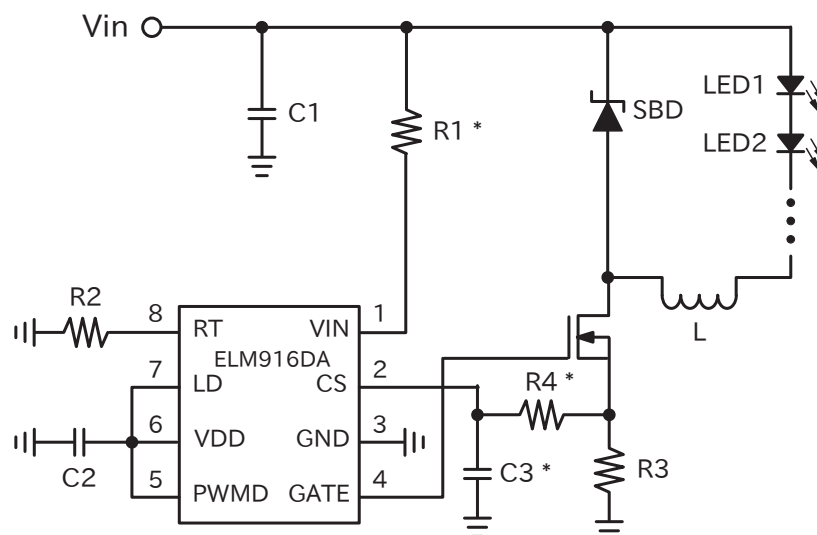 Vin
C1
R1 *
SBD
LED1
LED2
R2
8
RT
VIN
1
ELM916DA
7
LD
CS
2
R4 *
L
6
VDD
GND
3
C2
5
PWMD
GATE
4
C3 *
R3